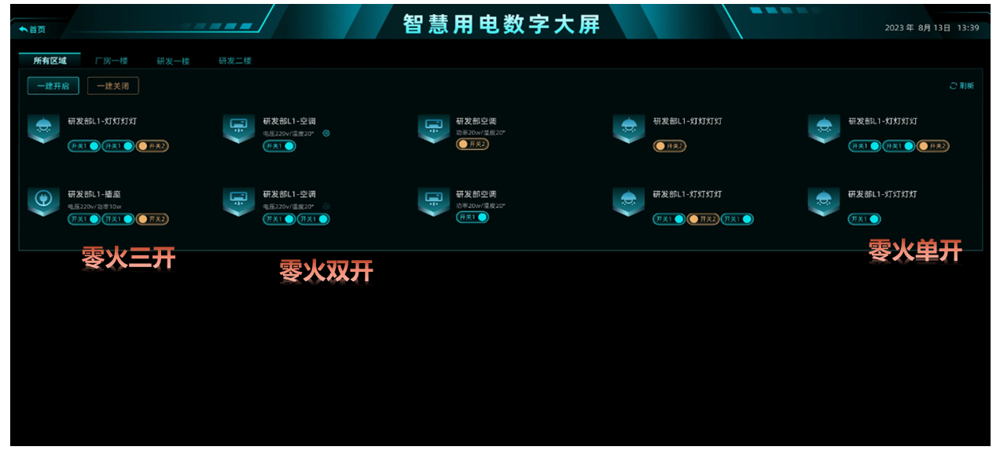 首页
智慧用电数字大屏
2023 年 8月 13日 13:39
所有区域 厂房一楼 研发一楼 研发二楼
一建开启 一建关闭 刷新
研发部L1-灯灯灯灯 研发部L1-空调 研发部空调 研发部L1-灯灯灯灯 研发部L1-灯灯灯灯
电压220v/温度20° 功率20w/温度20°
开关1 开关1 开关2 开关1 开关2 开关2 开关1 开关1 开关2
研发部L1-插座 研发部L1-空调 研发部空调 研发部L1-灯灯灯灯 研发部L1-灯灯灯灯
电压220v/功率10w 电压220v/温度20° 功率20w/温度20°
开关1 开关1 开关2 开关1 开关1 开关1 开关1 开关2 开关1 开关1
零火三开 零火双开 零火单开